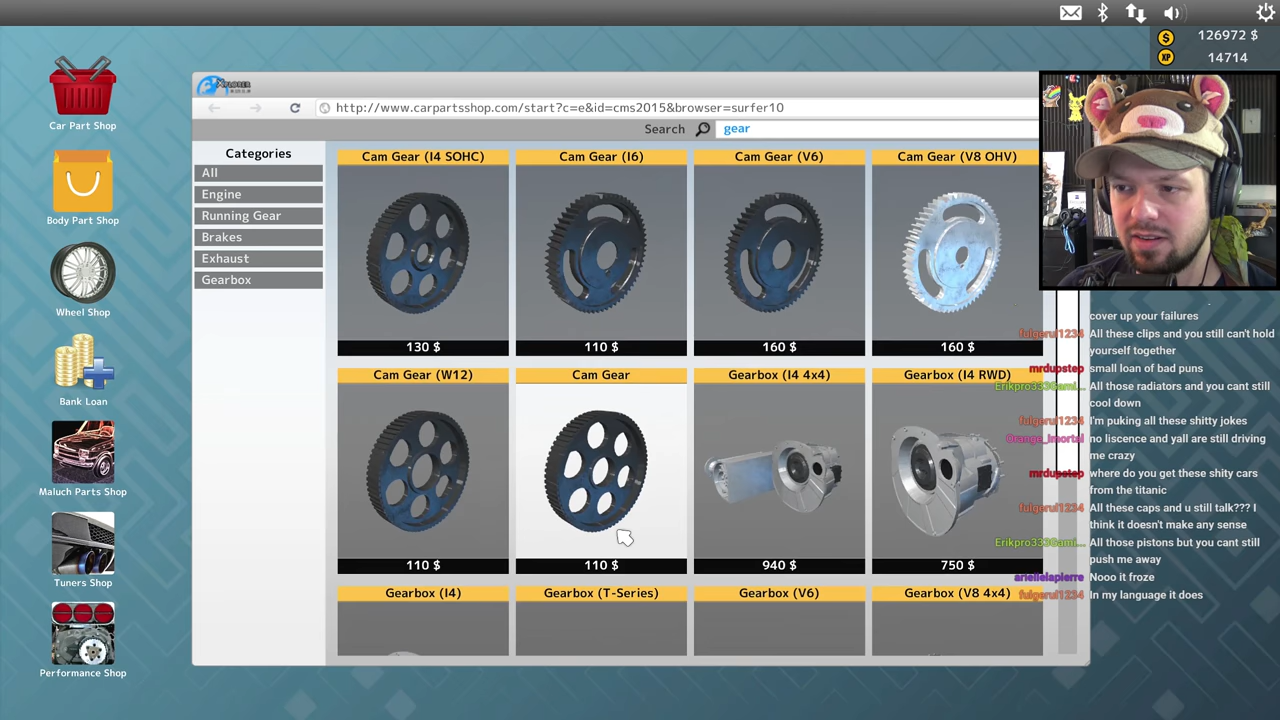 126972 $
14714
Car Part Shop
Body Part Shop
Wheel Shop
Bank Loan
Maluch Parts Shop
Tuners Shop
Performance Shop
XPLORER
http://www.carpartsshop.com/start?c=e&id=cms2015&browser=surfer10
Search gear
Categories
All
Engine
Running Gear
Brakes
Exhaust
Gearbox
Cam Gear (I4 SOHC) Cam Gear (I6) Cam Gear (V6) Cam Gear (V8 OHV)
130 $ 110 $ 160 $ 160 $
Cam Gear (W12) Cam Gear Gearbox (I4 4x4) Gearbox (I4 RWD)
110 $ 110 $ 940 $ 750 $
Gearbox (I4) Gearbox (T-Series) Gearbox (V6) Gearbox (V8 4x4)
cover up your failures
fulgerul1234 All these clips and you still can't hold
yourself together
mrdupstep small loan of bad puns
Erikpro333Gami... All those radiators and you cant still
cool down
fulgerul1234 I'm puking all these shitty jokes
Orange_Imortal no liscence and yall are still driving
me crazy
mrdupstep where do you get these shity cars
from the titanic
fulgerul1234 All these caps and u still talk??? I
think it doesn't make any sense
Erikpro333Gami... All those pistons but you cant still
push me away
ariellelapierre Nooo it froze
fulgerul1234 In my language it does